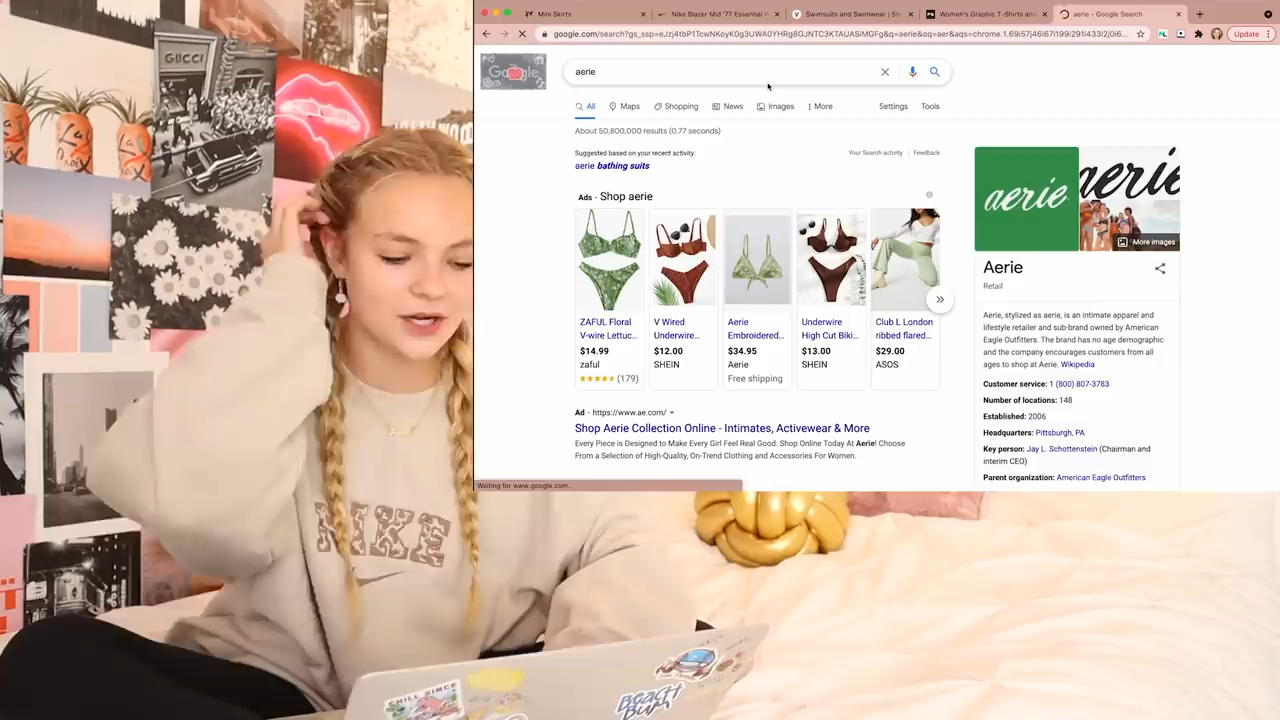 Mini Skirts
Nike Blazer Mid '77 Essential W
Swimsuits and Swimwear | Sh
Women's Graphic T-Shirts an
aerie - Google Search
google.com/search?gs_ssp=eJzj4tbP1TcwNKoyK0g3UWA0YHRg8GJNTC3KTAUASiMGFg&q=aerie&oq=aer&aqs=chrome.1.69i57j46i67i199i291i433l2j0i2...
Update
Google
aerie
All
Maps
Shopping
News
Images
More
Settings
Tools
About 50,800,000 results (0.77 seconds)
Suggested based on your recent activity:
Your Search activity
Feedback
aerie bathing suits
Ads · Shop aerie
ZAFUL Floral
V-wire Lettuc...
$14.99
zaful
(179)
V Wired
Underwire...
$12.00
SHEIN
Aerie
Embroidered...
$34.95
Aerie
Free shipping
Underwire
High Cut Biki...
$13.00
SHEIN
Club L London
ribbed flared...
$29.00
ASOS
Ad · https://www.ae.com/
Shop Aerie Collection Online - Intimates, Activewear & More
Every Piece is Designed to Make Every Girl Feel Real Good. Shop Online Today At Aerie! Choose
From a Selection of High-Quality, On-Trend Clothing and Accessories For Women.
aerie
aerie
More images
Aerie
Retail
Aerie, stylized as aerie, is an intimate apparel and
lifestyle retailer and sub-brand owned by American
Eagle Outfitters. The brand has no age demographic
and the company encourages customers from all
ages to shop at Aerie. Wikipedia
Customer service: 1 (800) 807-3783
Number of locations: 148
Established: 2006
Headquarters: Pittsburgh, PA
Key person: Jay L. Schottenstein (Chairman and
interim CEO)
Parent organization: American Eagle Outfitters
Waiting for www.google.com...
GUCCI
La
Croix
NIKE
CHILL SINCE
BEACH
BUM